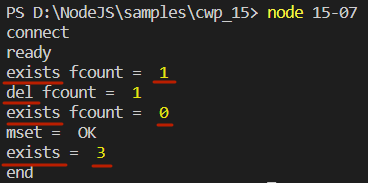 PS D:\NodeJS\samples\cwp_15> node 15-07
connect
ready
exists fcount =  1
del fcount =  1
exists fcount =  0
mset =  OK
exists =  3
end